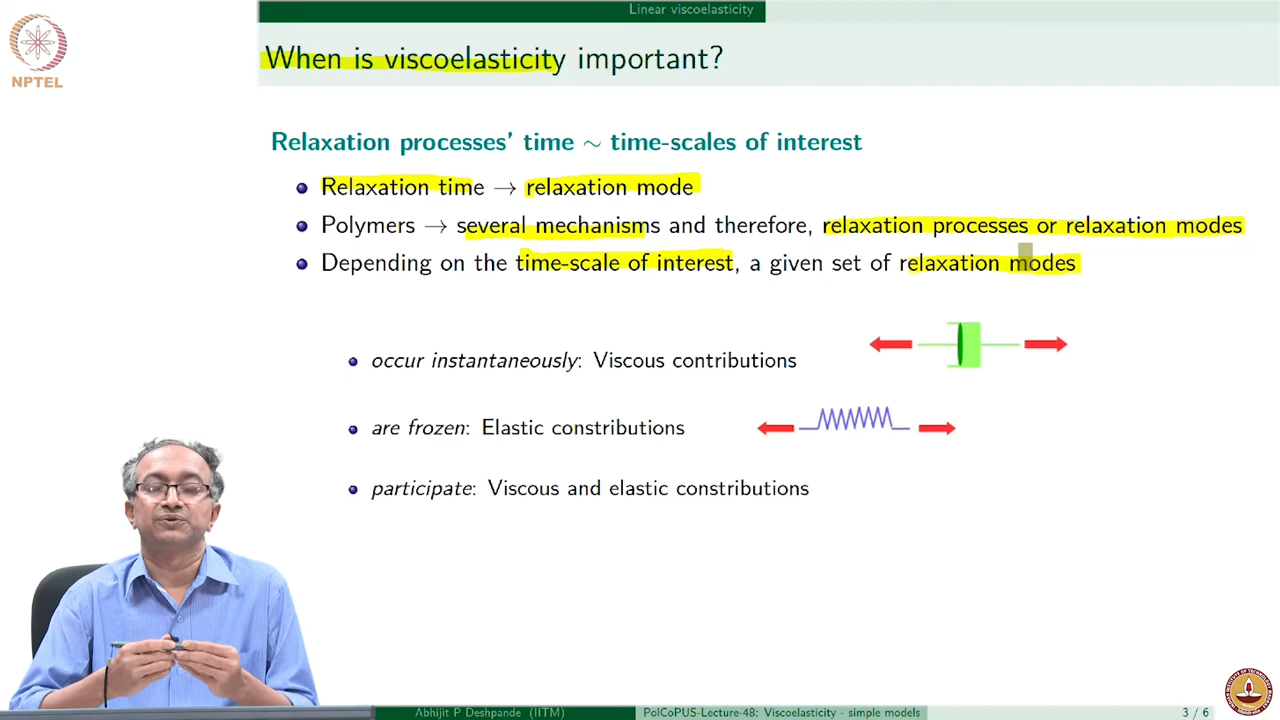 Linear viscoelasticity
NPTEL
When is viscoelasticity important?
Relaxation processes' time ∼ time-scales of interest
Relaxation time → relaxation mode
Polymers → several mechanisms and therefore, relaxation processes or relaxation modes
Depending on the time-scale of interest, a given set of relaxation modes
occur instantaneously: Viscous contributions
are frozen: Elastic constributions
participate: Viscous and elastic constributions
Abhijit P Deshpande (IITM)
PolCoPUS-Lecture-48: Viscoelasticity - simple models
3 / 6